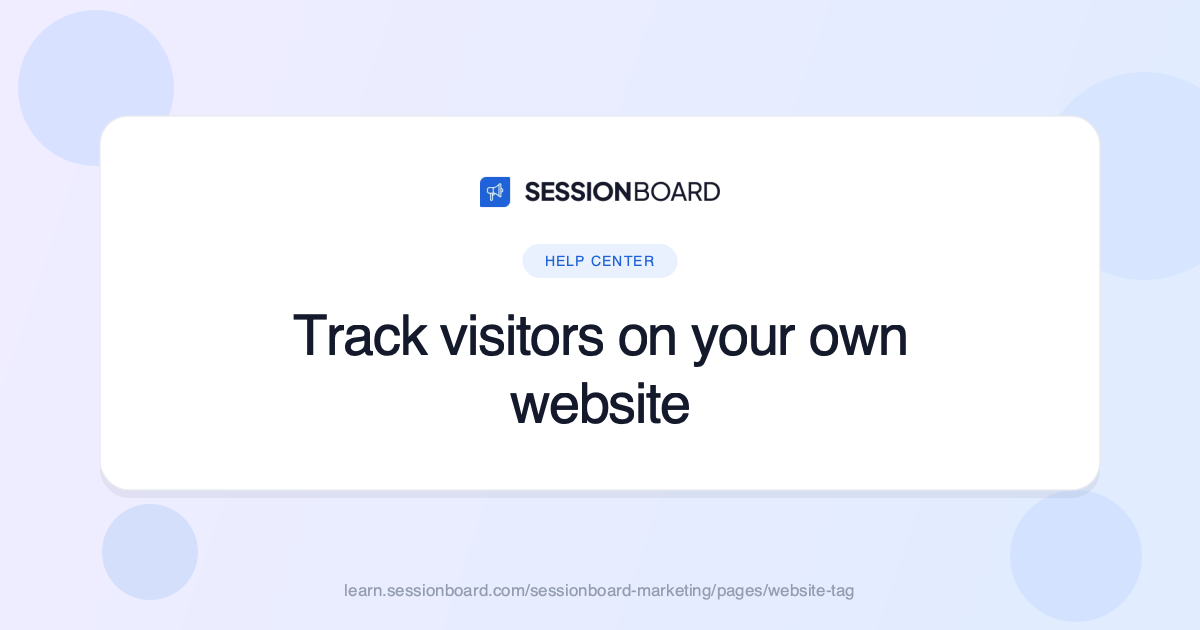 SESSIONBOARD
HELP CENTER
Track visitors on your own
website
learn.sessionboard.com/sessionboard-marketing/pages/website-tag